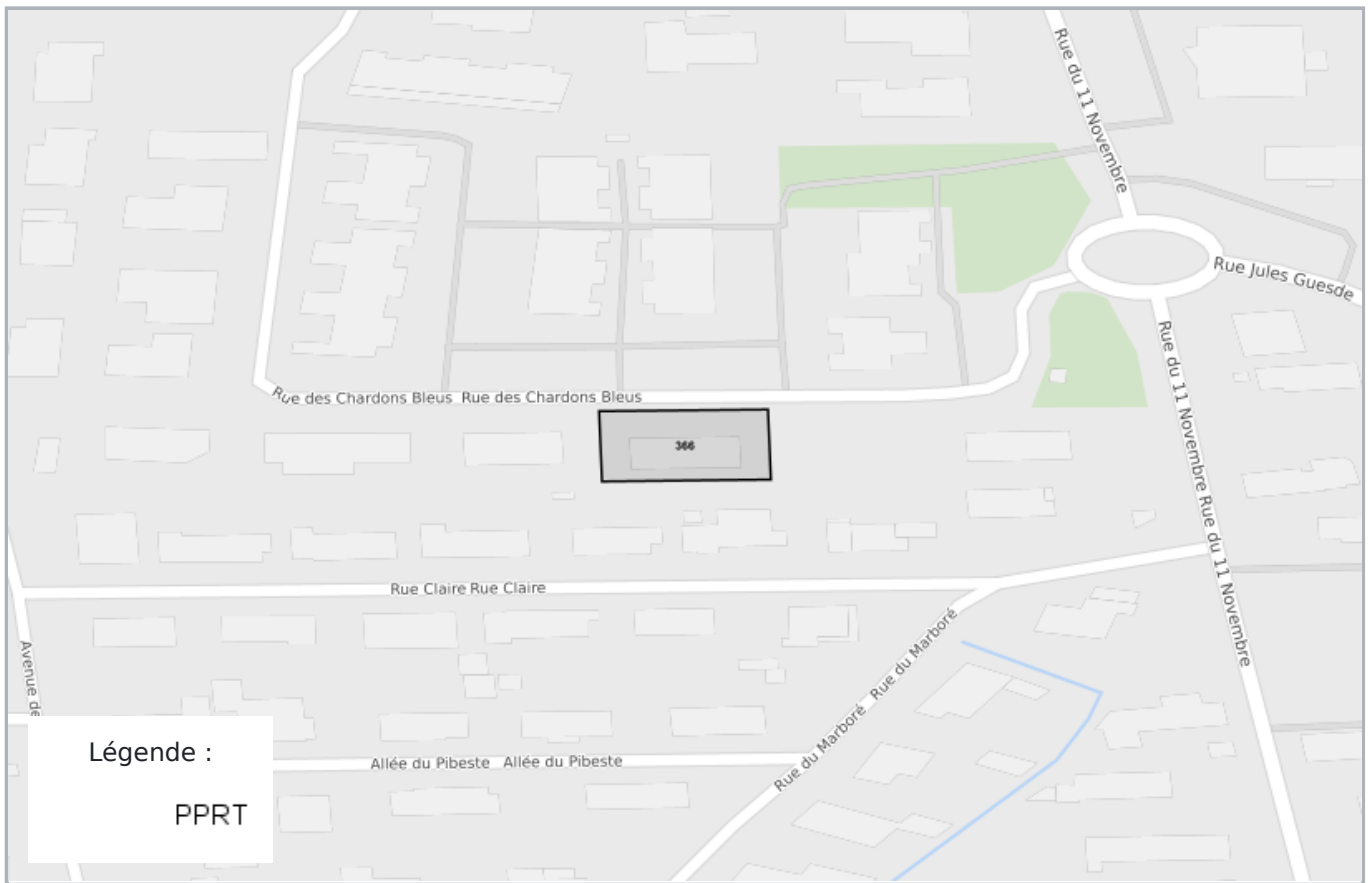 Rue du 11 Novembre
Rue Jules Guesde
Rue des Chardons Bleus Rue des Chardons Bleus
366
Rue du 11 Novembre Rue du 11 Novembre
Rue Claire Rue Claire
Rue du Marboré Rue du Marboré
Avenue de
Légende :
Allée du Pibeste Allée du Pibeste
PPRT